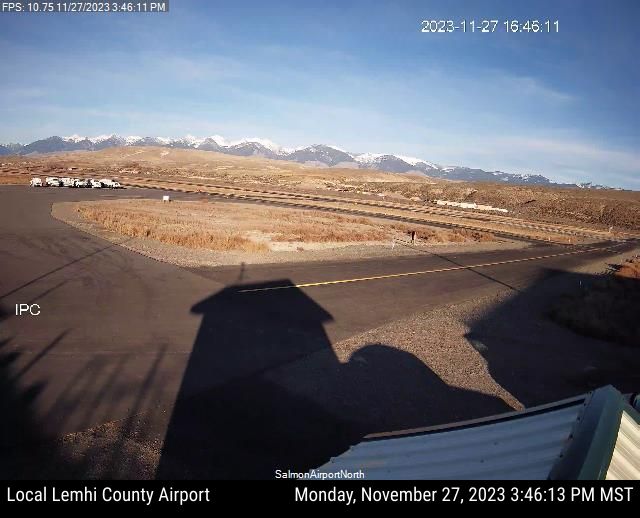 FPS: 10.75 11/27/2023 3:46:11 PM
2023-11-27 16:46:11
IPC
SalmonAirportNorth
Local Lemhi County Airport
Monday, November 27, 2023 3:46:13 PM MST